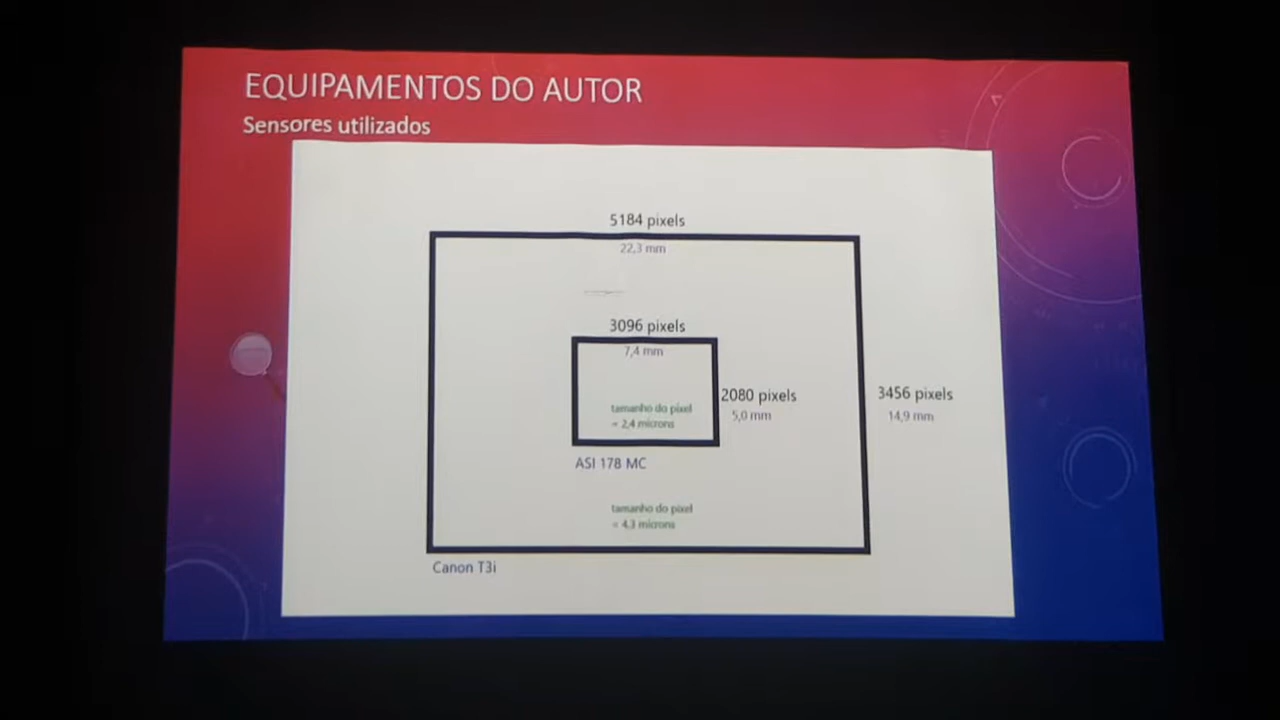 EQUIPAMENTOS DO AUTOR
Sensores utilizados
5184 pixels
22,3 mm
3096 pixels
7,4 mm
2080 pixels
5,0 mm
3456 pixels
14,9 mm
tamanho do pixel
= 2,4 microns
ASI 178 MC
tamanho do pixel
= 4,3 microns
Canon T3i